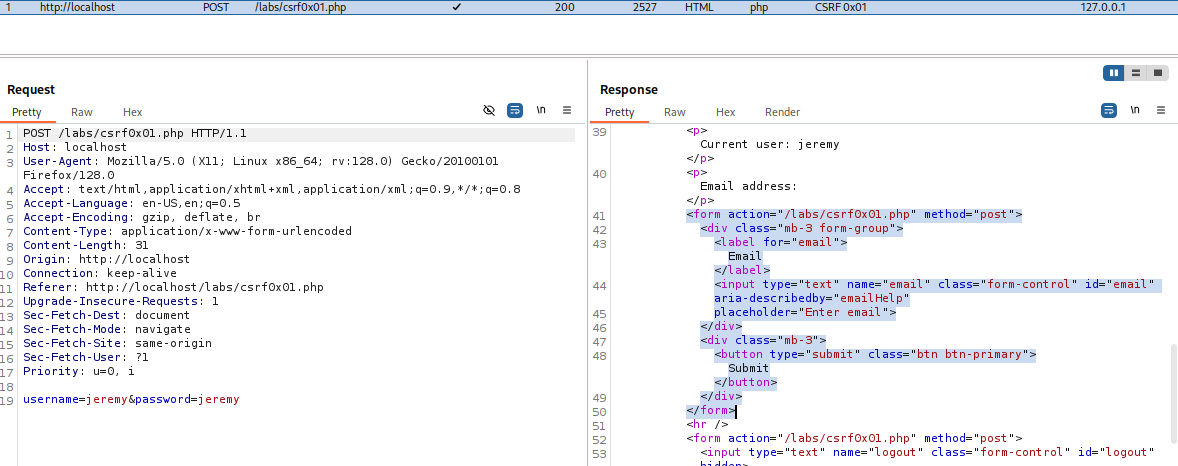 1 http://localhost POST /labs/csrf0x01.php ✓ 200 2527 HTML php CSRF 0x01 127.0.0.1
Request
Pretty Raw Hex \n
1 POST /labs/csrf0x01.php HTTP/1.1
2 Host: localhost
3 User-Agent: Mozilla/5.0 (X11; Linux x86_64; rv:128.0) Gecko/20100101
Firefox/128.0
4 Accept: text/html,application/xhtml+xml,application/xml;q=0.9,*/*;q=0.8
5 Accept-Language: en-US,en;q=0.5
6 Accept-Encoding: gzip, deflate, br
7 Content-Type: application/x-www-form-urlencoded
8 Content-Length: 31
9 Origin: http://localhost
10 Connection: keep-alive
11 Referer: http://localhost/labs/csrf0x01.php
12 Upgrade-Insecure-Requests: 1
13 Sec-Fetch-Dest: document
14 Sec-Fetch-Mode: navigate
15 Sec-Fetch-Site: same-origin
16 Sec-Fetch-User: ?1
17 Priority: u=0, i
18
19 username=jeremy&password=jeremy
Response
Pretty Raw Hex Render \n
39 <p>
Current user: jeremy
</p>
40 <p>
Email address:
</p>
41 <form action="/labs/csrf0x01.php" method="post">
42 <div class="mb-3 form-group">
43 <label for="email">
Email
</label>
44 <input type="text" name="email" class="form-control" id="email"
aria-describedby="emailHelp"
45 placeholder="Enter email">
46 </div>
47 <div class="mb-3">
48 <button type="submit" class="btn btn-primary">
Submit
</button>
49 </div>
50 </form>
51 <hr />
52 <form action="/labs/csrf0x01.php" method="post">
53 <input type="text" name="logout" class="form-control" id="logout"
hidden>